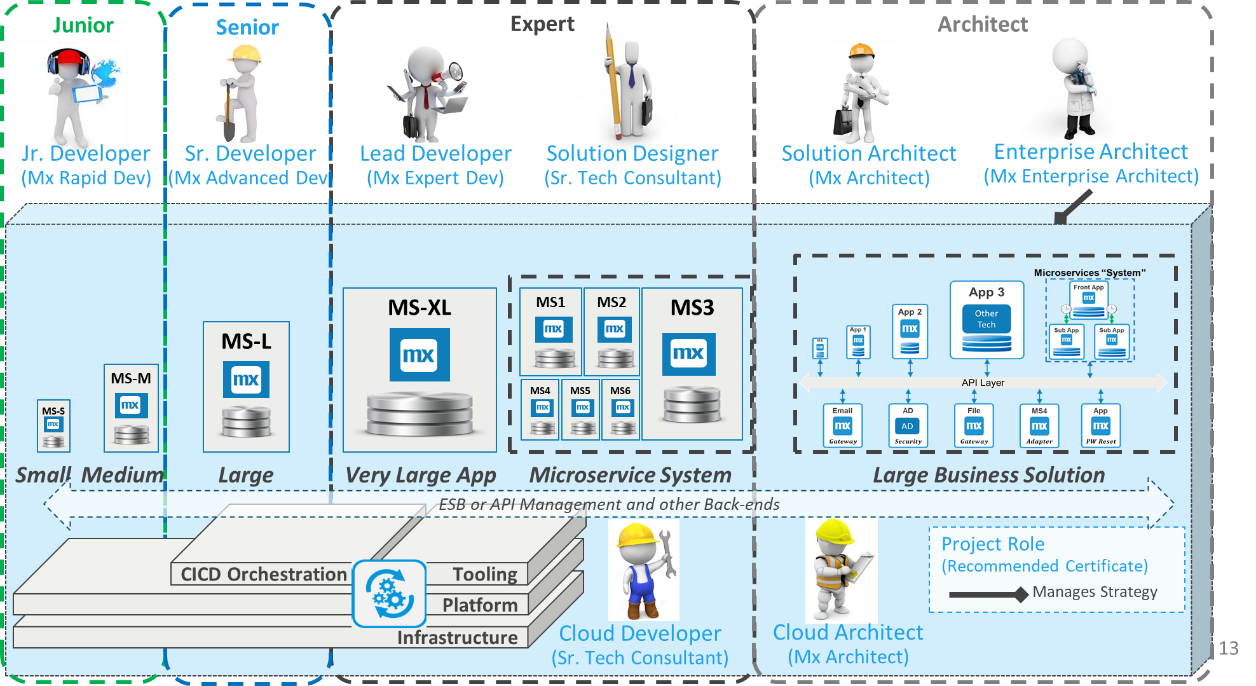 Junior
Senior
Expert
Architect
Jr. Developer
(Mx Rapid Dev)
Sr. Developer
(Mx Advanced Dev
Lead Developer
(Mx Expert Dev)
Solution Designer
(Sr. Tech Consultant)
Solution Architect
(Mx Architect)
Enterprise Architect
(Mx Enterprise Architect)
MS-S
mx
MS-M
mx
MS-L
mx
MS-XL
mx
MS1
mx
MS2
mx
MS3
mx
MS4
mx
MS5
mx
MS6
mx
Microservices “System”
Front App
mx
Sub App
mx
Sub App
mx
App 3
Other
Tech
App 2
mx
App 1
mx
MS
mx
API Layer
Email
mx
Gateway
AD
AD
Security
File
mx
Gateway
MS4
mx
Adapter
App
mx
PW Reset
Small
Medium
Large
Very Large App
Microservice System
Large Business Solution
ESB or API Management and other Back-ends
CICD Orchestration
Tooling
Platform
Infrastructure
Cloud Developer
(Sr. Tech Consultant)
Cloud Architect
(Mx Architect)
Project Role
(Recommended Certificate)
Manages Strategy
13